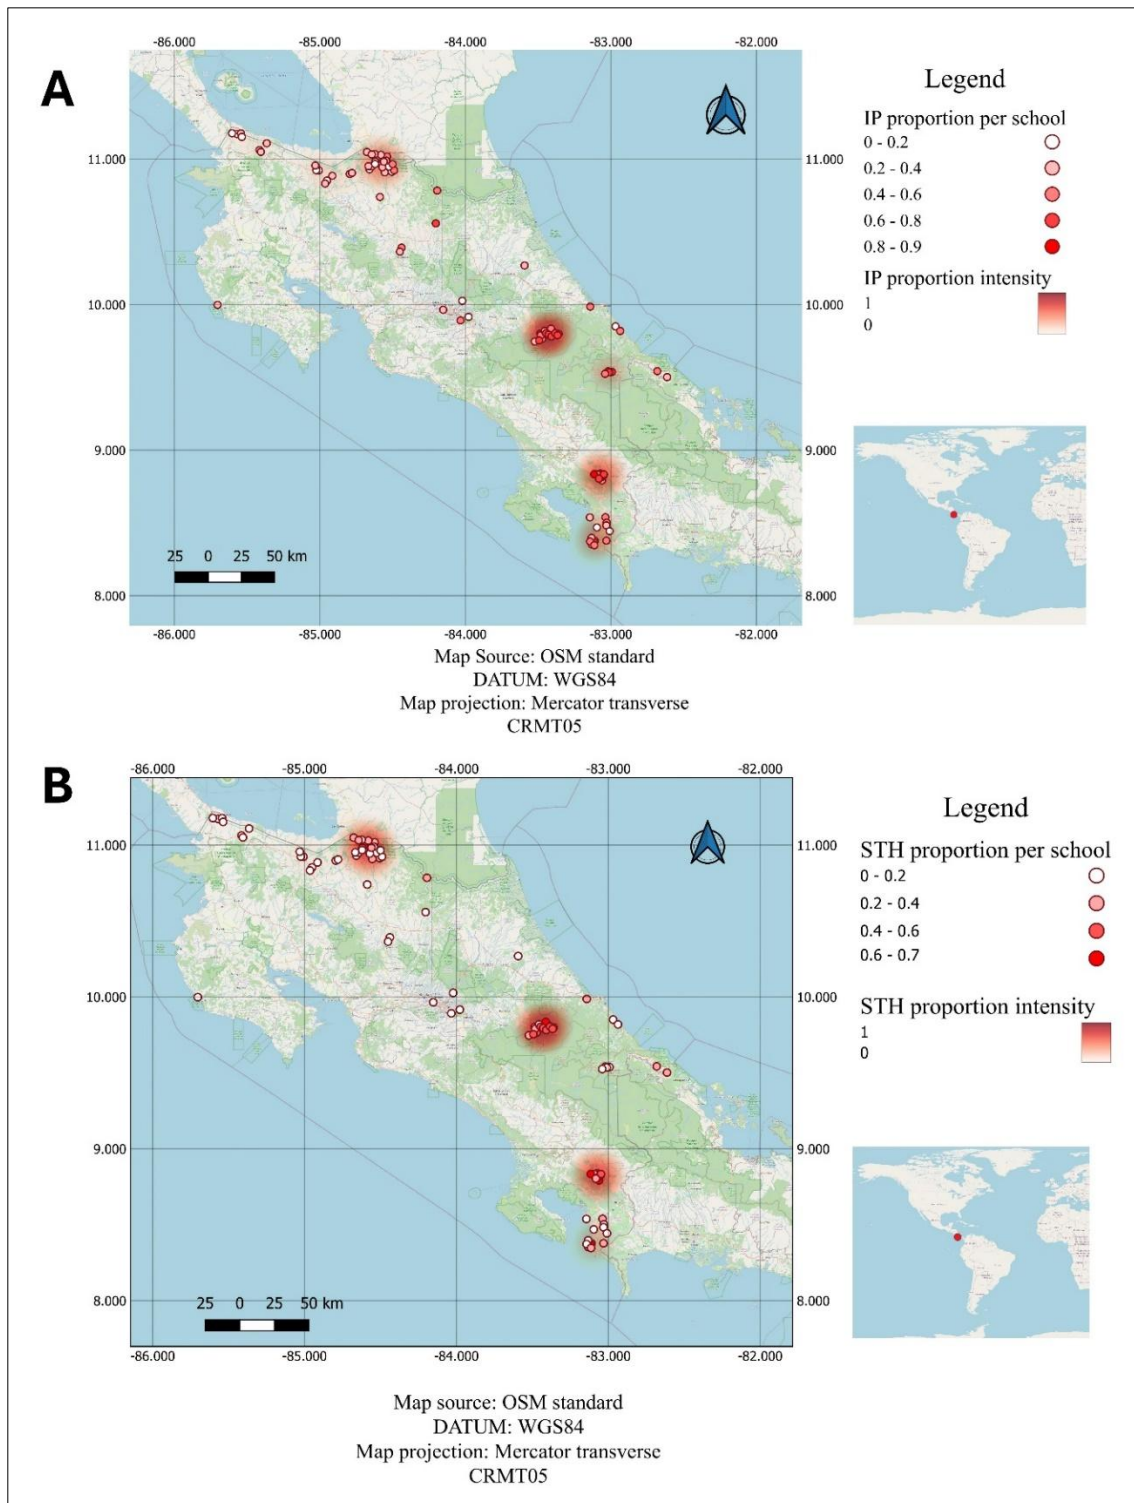 A
-86.000 -85.000 -84.000 -83.000 -82.000
11.000 11.000
10.000 10.000
9.000 9.000
8.000 8.000
25 0 25 50 km
-86.000 -85.000 -84.000 -83.000 -82.000
Map Source: OSM standard
DATUM: WGS84
Map projection: Mercator transverse
CRMT05
Legend
IP proportion per school
0 - 0.2
0.2 - 0.4
0.4 - 0.6
0.6 - 0.8
0.8 - 0.9
IP proportion intensity
1
0
B
-86.000 -85.000 -84.000 -83.000 -82.000
11.000 11.000
10.000 10.000
9.000 9.000
8.000 8.000
25 0 25 50 km
-86.000 -85.000 -84.000 -83.000 -82.000
Map source: OSM standard
DATUM: WGS84
Map projection: Mercator transverse
CRMT05
Legend
STH proportion per school
0 - 0.2
0.2 - 0.4
0.4 - 0.6
0.6 - 0.7
STH proportion intensity
1
0